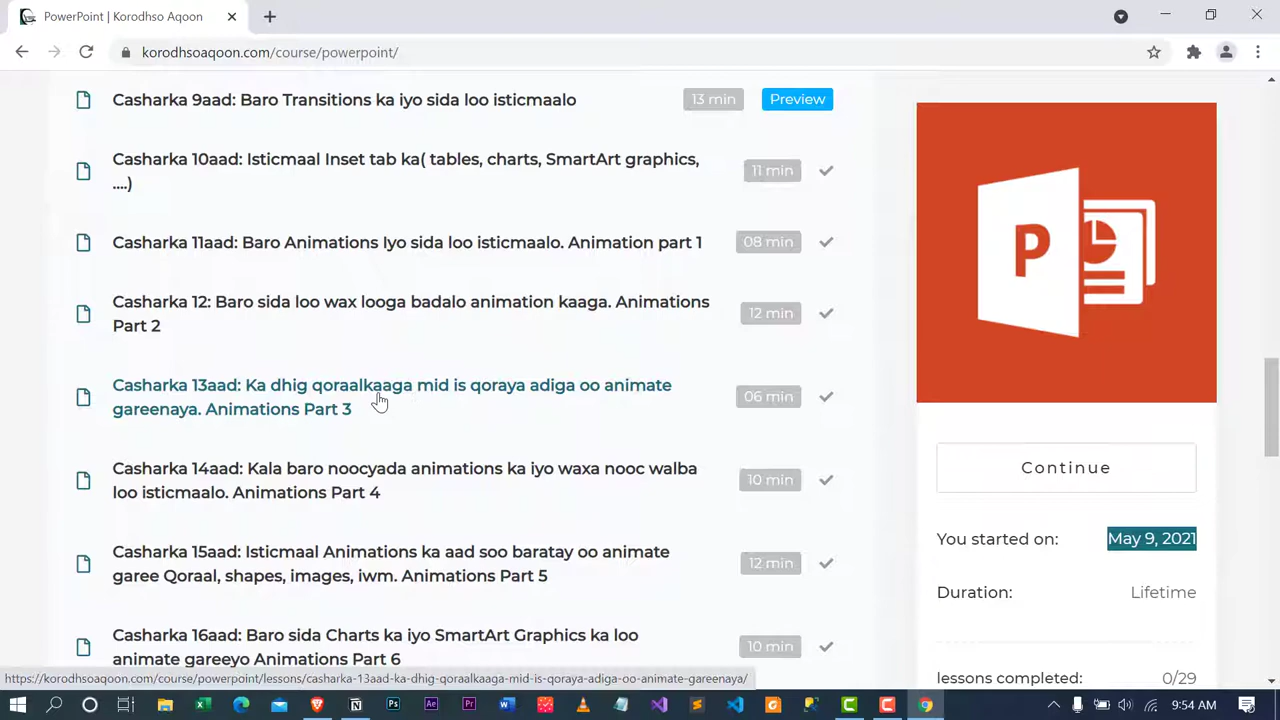 PowerPoint | Korodhso Aqoon
korodhsoaqoon.com/course/powerpoint/
Casharka 9aad: Baro Transitions ka iyo sida loo isticmaalo
13 min
Preview
Casharka 10aad: Isticmaal Inset tab ka( tables, charts, SmartArt graphics,
....)
11 min
Casharka 11aad: Baro Animations Iyo sida loo isticmaalo. Animation part 1
08 min
Casharka 12: Baro sida loo wax looga badalo animation kaaga. Animations
Part 2
12 min
Casharka 13aad: Ka dhig qoraalkaaga mid is qoraya adiga oo animate
gareenaya. Animations Part 3
06 min
Casharka 14aad: Kala baro noocyada animations ka iyo waxa nooc walba
loo isticmaalo. Animations Part 4
10 min
Casharka 15aad: Isticmaal Animations ka aad soo baratay oo animate
garee Qoraal, shapes, images, iwm. Animations Part 5
12 min
Casharka 16aad: Baro sida Charts ka iyo SmartArt Graphics ka loo
animate gareeyo Animations Part 6
10 min
P
Continue
You started on: May 9, 2021
Duration: Lifetime
lessons completed: 0/29
https://korodhsoaqoon.com/course/powerpoint/lessons/casharka-13aad-ka-dhig-qoraalkaaga-mid-is-qoraya-adiga-oo-animate-gareenaya/
Ps
Ae
Pr
9:54 AM